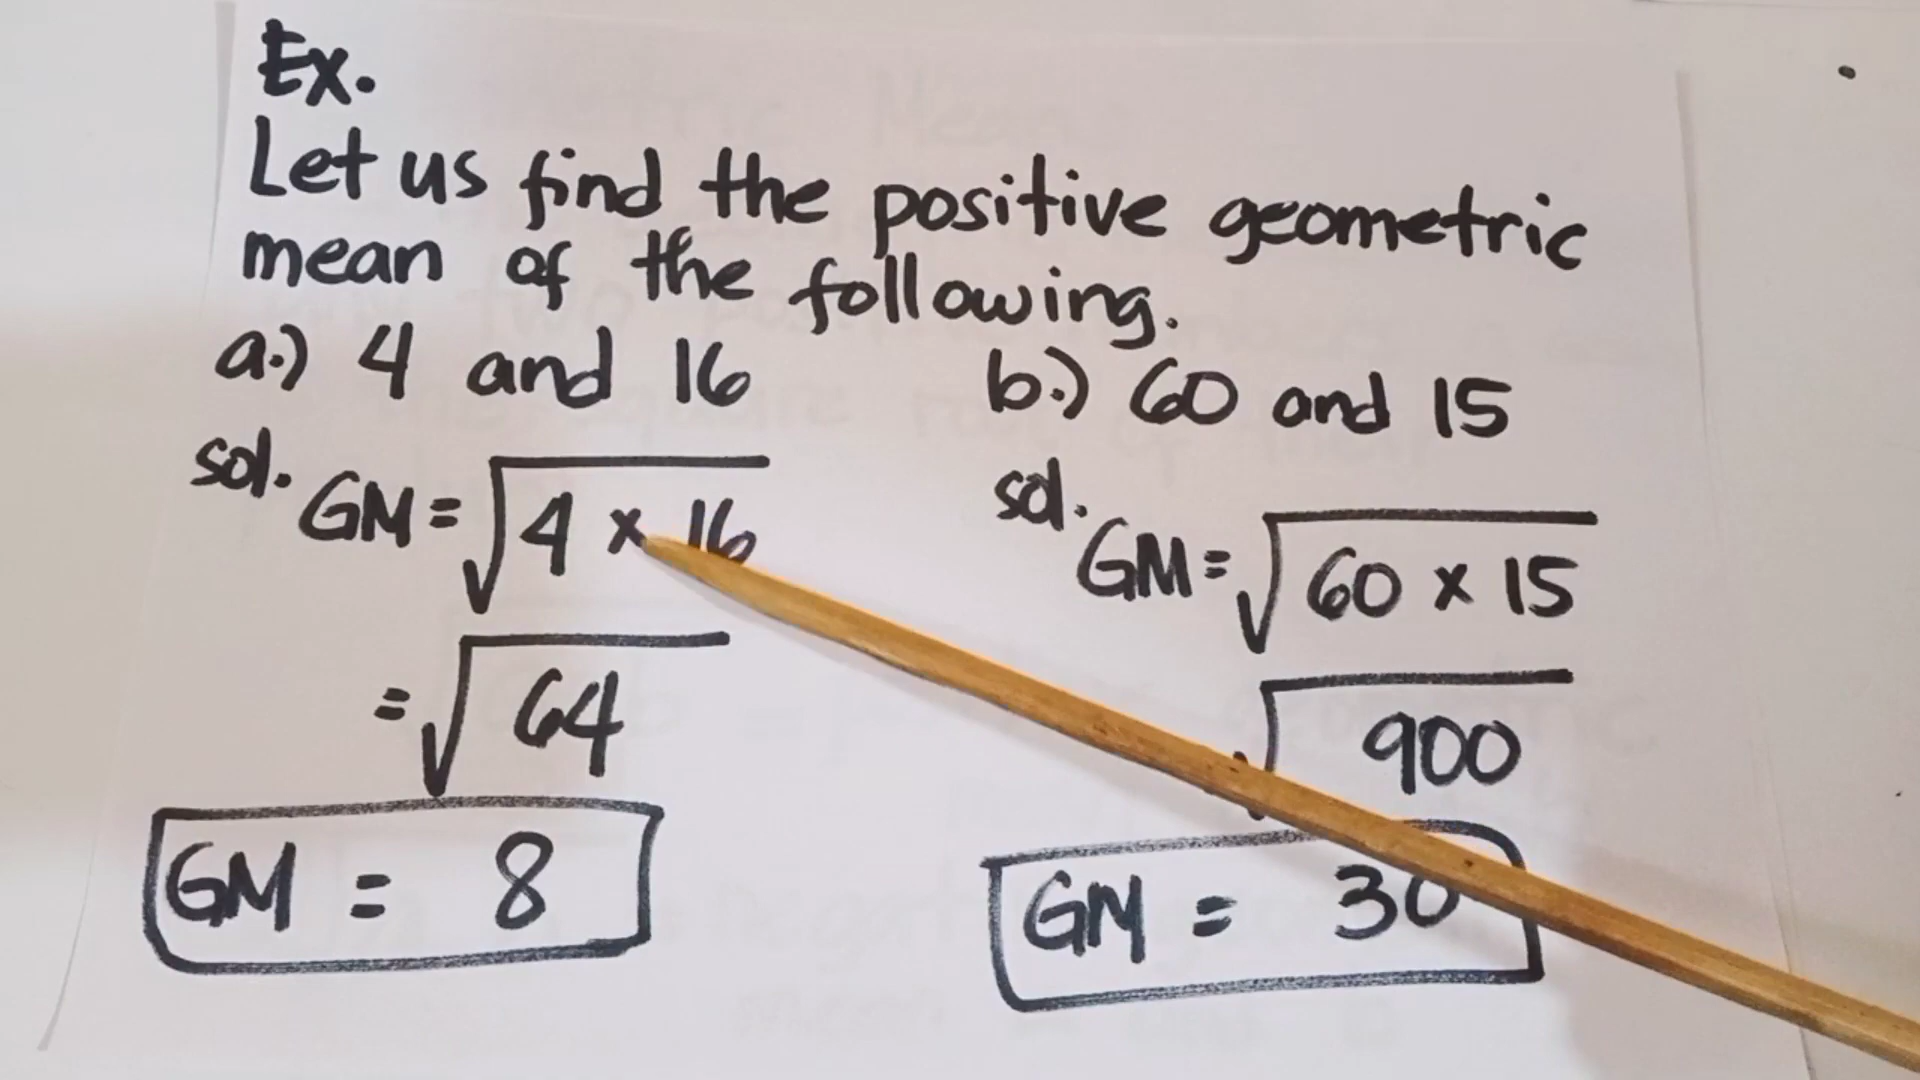 Ex.
Let us find the positive geometric
mean of the following.
a.) 4 and 16
sol. GM = √4 × 16
= √64
GM = 8
b.) 60 and 15
sol. GM = √60 × 15
√900
GM = 30